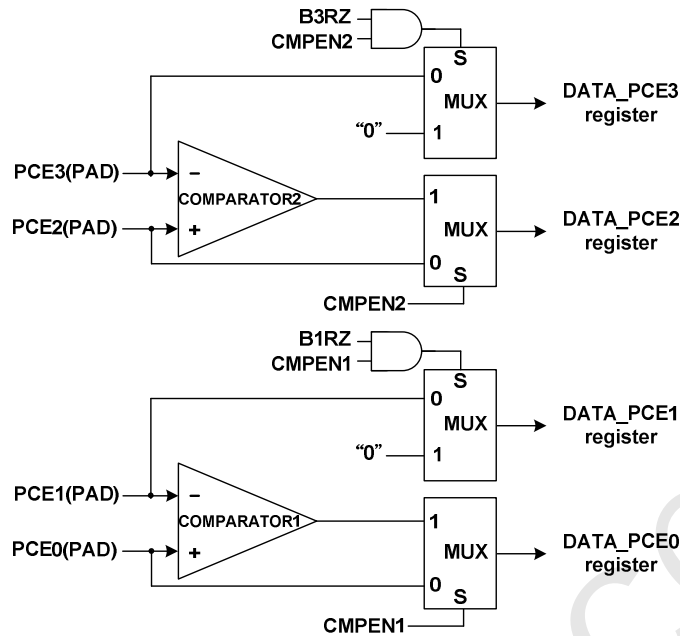 B3RZ
CMPEN2
S
0
MUX
DATA_PCE3
register
“0”
1
PCE3(PAD)
−
COMPARATOR2
PCE2(PAD)
+
1
MUX
DATA_PCE2
register
0
S
CMPEN2
B1RZ
CMPEN1
S
0
MUX
DATA_PCE1
register
“0”
1
PCE1(PAD)
−
COMPARATOR1
PCE0(PAD)
+
1
MUX
DATA_PCE0
register
0
S
CMPEN1